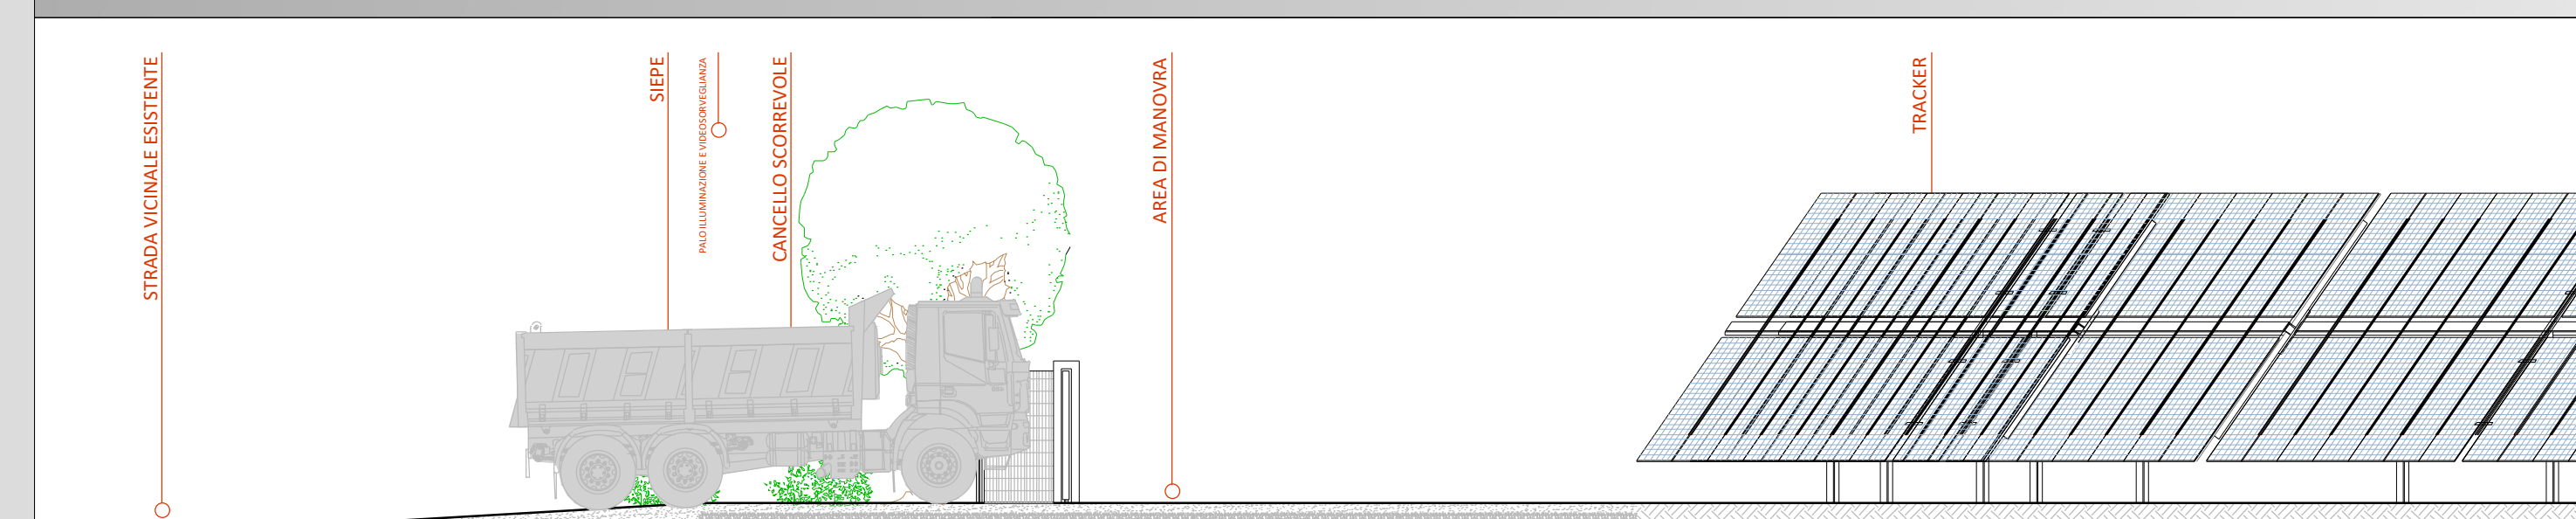 STRADA VICINALE ESISTENTE
SIEPE
PALO ILLUMINAZIONE E VIDEOSORVEGLIANZA
CANCELLO SCORREVOLE
AREA DI MANOVRA
TRACKER